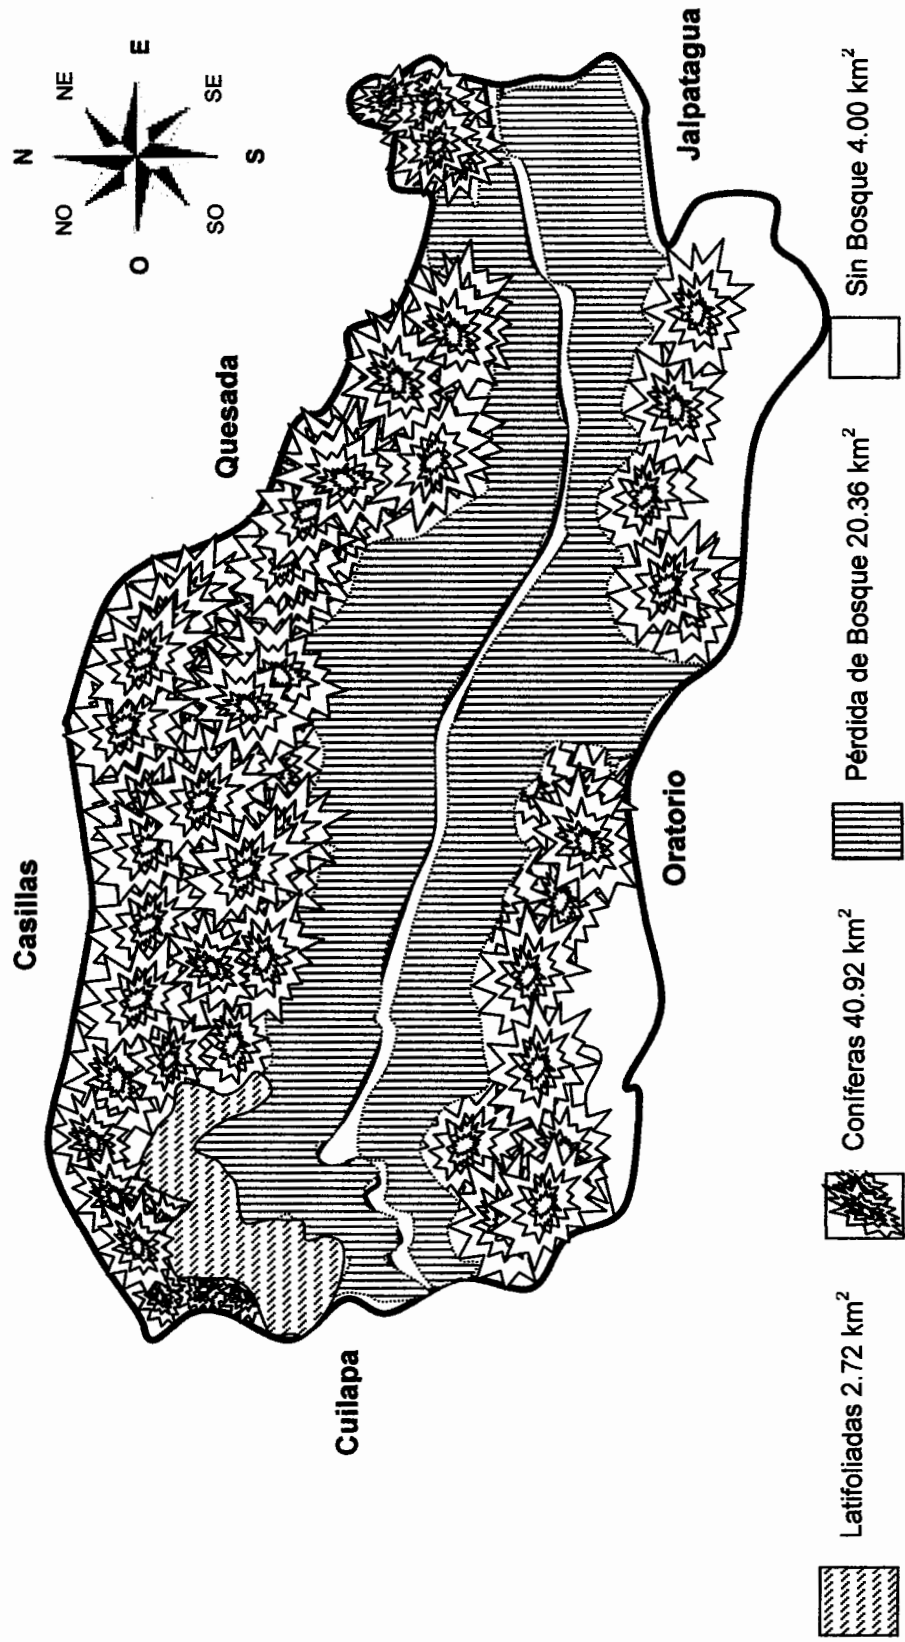 N
NO
NE
O
E
SO
SE
S
Casillas
Quesada
Cuilapa
Oratorio
Jalpatagua
Latifoliadas 2.72 km²
Coníferas 40.92 km²
Pérdida de Bosque 20.36 km²
Sin Bosque 4.00 km²